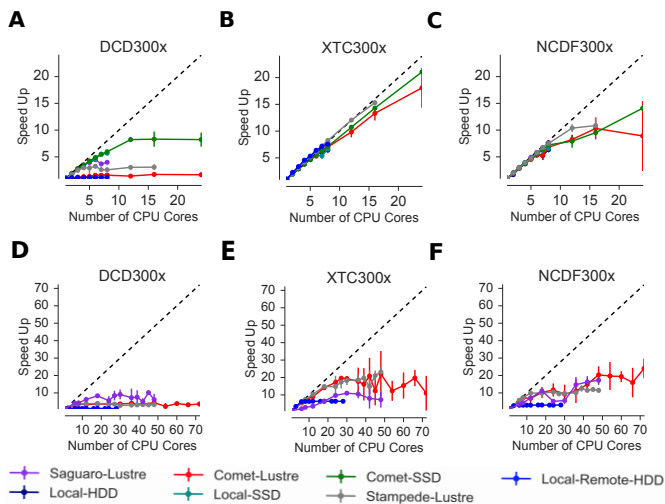 A
DCD300x
Speed Up
20
15
10
5
5 10 15 20
Number of CPU Cores
B
XTC300x
Speed Up
20
15
10
5
5 10 15 20
Number of CPU Cores
C
NCDF300x
Speed Up
20
15
10
5
5 10 15 20
Number of CPU Cores
D
DCD300x
Speed Up
70
60
50
40
30
20
10
10 20 30 40 50 60 70
Number of CPU Cores
E
XTC300x
Speed Up
70
60
50
40
30
20
10
10 20 30 40 50 60 70
Number of CPU Cores
F
NCDF300x
Speed Up
70
60
50
40
30
20
10
10 20 30 40 50 60 70
Number of CPU Cores
Saguaro-Lustre
Comet-Lustre
Comet-SSD
Local-Remote-HDD
Local-HDD
Local-SSD
Stampede-Lustre